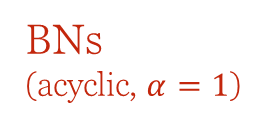 BNs
(acyclic, α = 1)